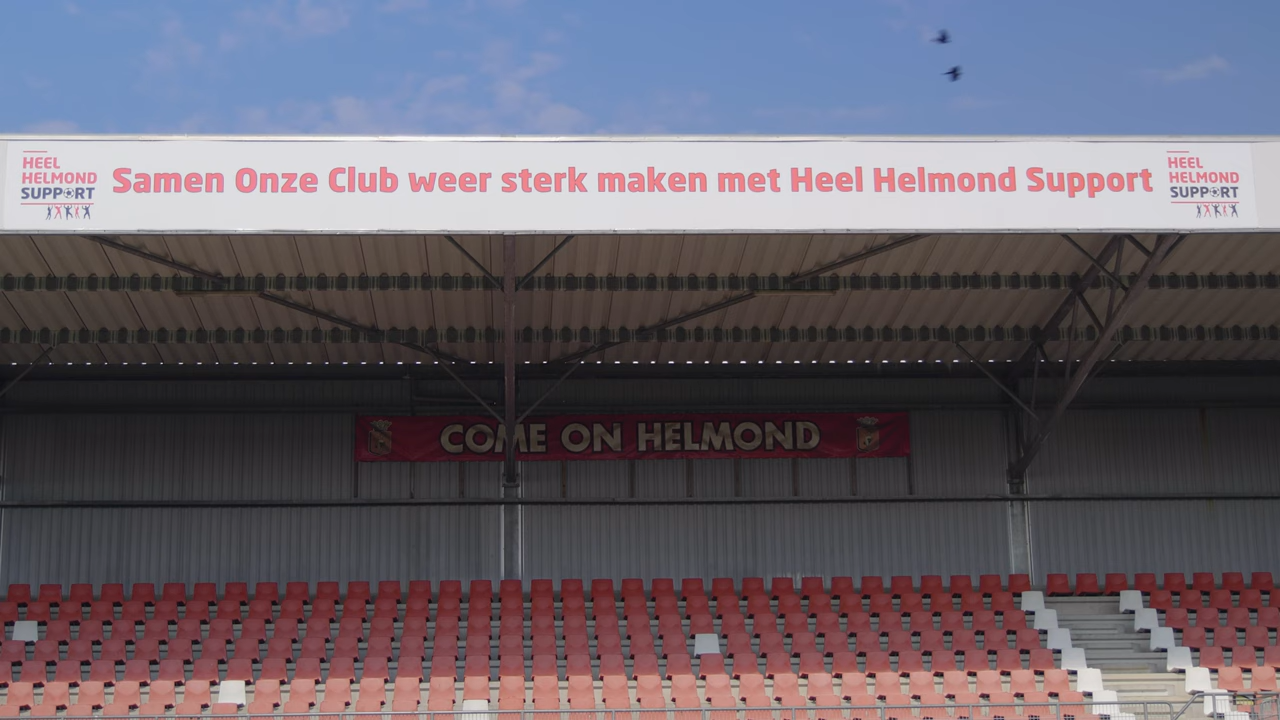 HEEL
HELMOND
SUPPORT
Samen Onze Club weer sterk maken met Heel Helmond Support
HEEL
HELMOND
SUPPORT
COME ON HELMOND